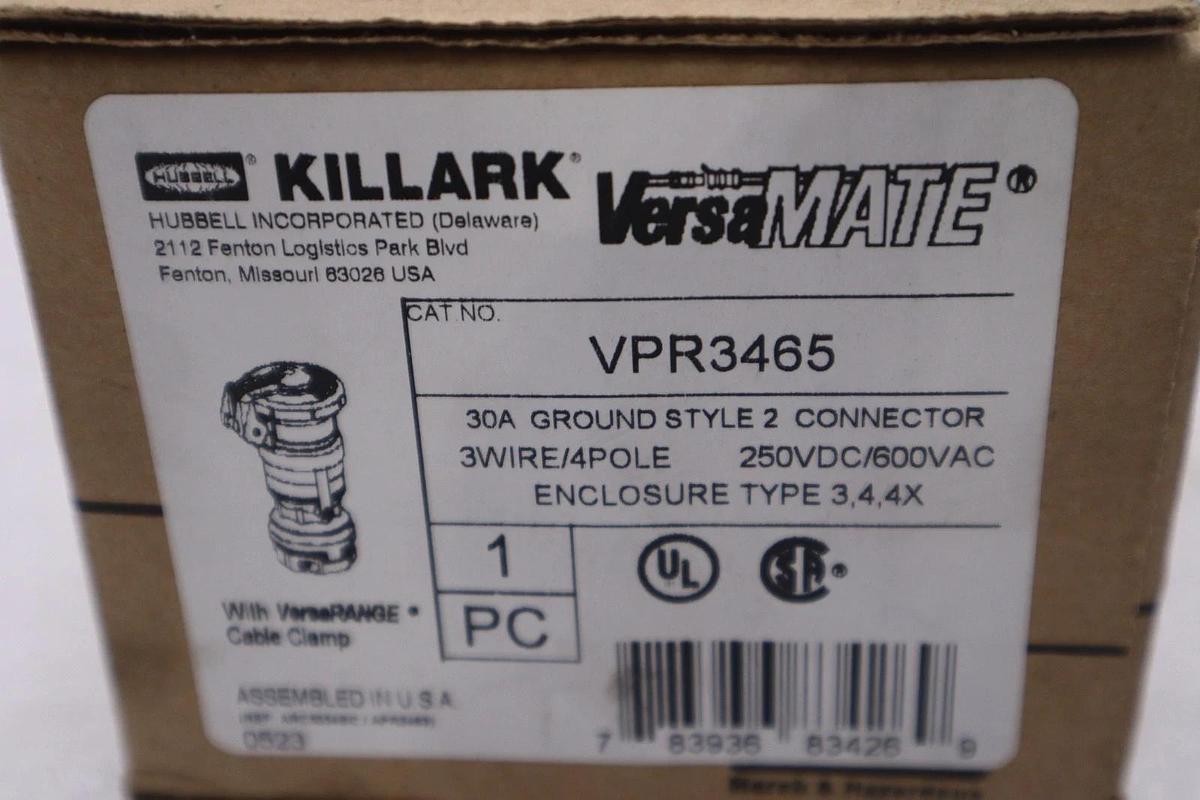 HUBBELL® KILLARK® VersaMATE®
HUBBELL INCORPORATED (Delaware)
2112 Fenton Logistics Park Blvd
Fenton, Missouri 63026 USA
CAT.NO.
VPR3465
30A GROUND STYLE 2 CONNECTOR
3WIRE/4POLE 250VDC/600VAC
ENCLOSURE TYPE 3,4,4X
1
PC
UL
SA®
With VersaRANGE®
Cable Clamp
ASSEMBLED IN U.S.A.
0523
7 83936 83426 9